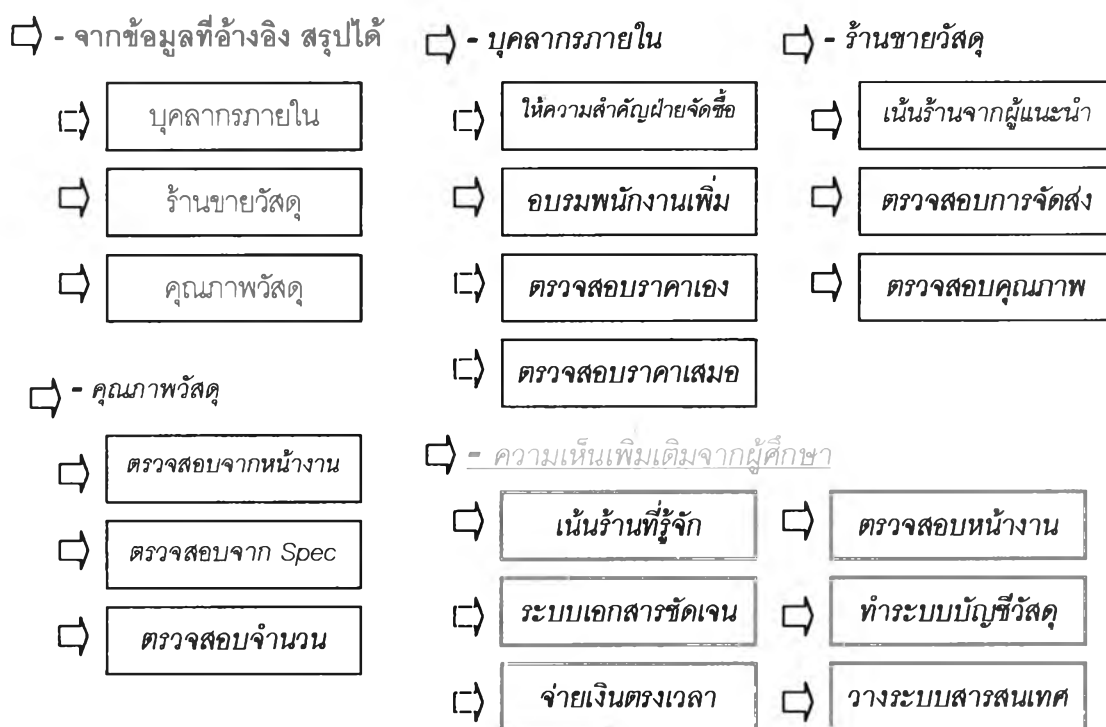 - จากข้อมูลที่อ้างอิง สรุปได้
บุคลากรภายใน
ร้านขายวัสดุ
คุณภาพวัสดุ
- บุคลากรภายใน
ให้ความสำคัญฝ่ายจัดซื้อ
อบรมพนักงานเพิ่ม
ตรวจสอบราคาเอง
ตรวจสอบราคาเสมอ
- ร้านขายวัสดุ
เน้นร้านจากผู้แนะนำ
ตรวจสอบการจัดส่ง
ตรวจสอบคุณภาพ
- คุณภาพวัสดุ
ตรวจสอบจากหน้างาน
ตรวจสอบจาก Spec
ตรวจสอบจำนวน
- ความเห็นเพิ่มเติมจากผู้ศึกษา
เน้นร้านที่รู้จัก
ตรวจสอบหน้างาน
ระบบเอกสารชัดเจน
ทำระบบบัญชีวัสดุ
จ่ายเงินตรงเวลา
วางระบบสารสนเทศ